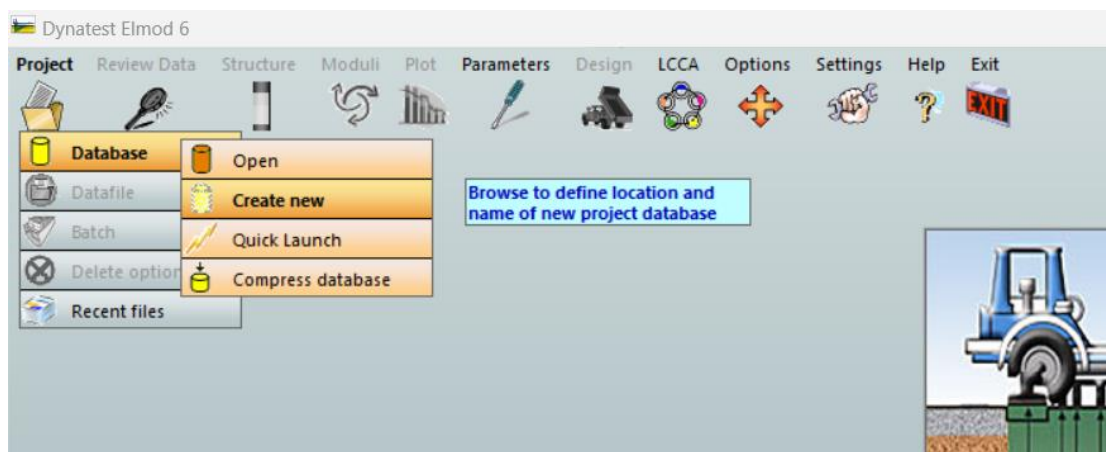 Dynatest Elmod 6
Project Review Data Structure Moduli Plot Parameters Design LCCA Options Settings Help Exit
EXIT
Database
Datafile
Batch
Delete option
Recent files
Open
Create new
Quick Launch
Compress database
Browse to define location and
name of new project database